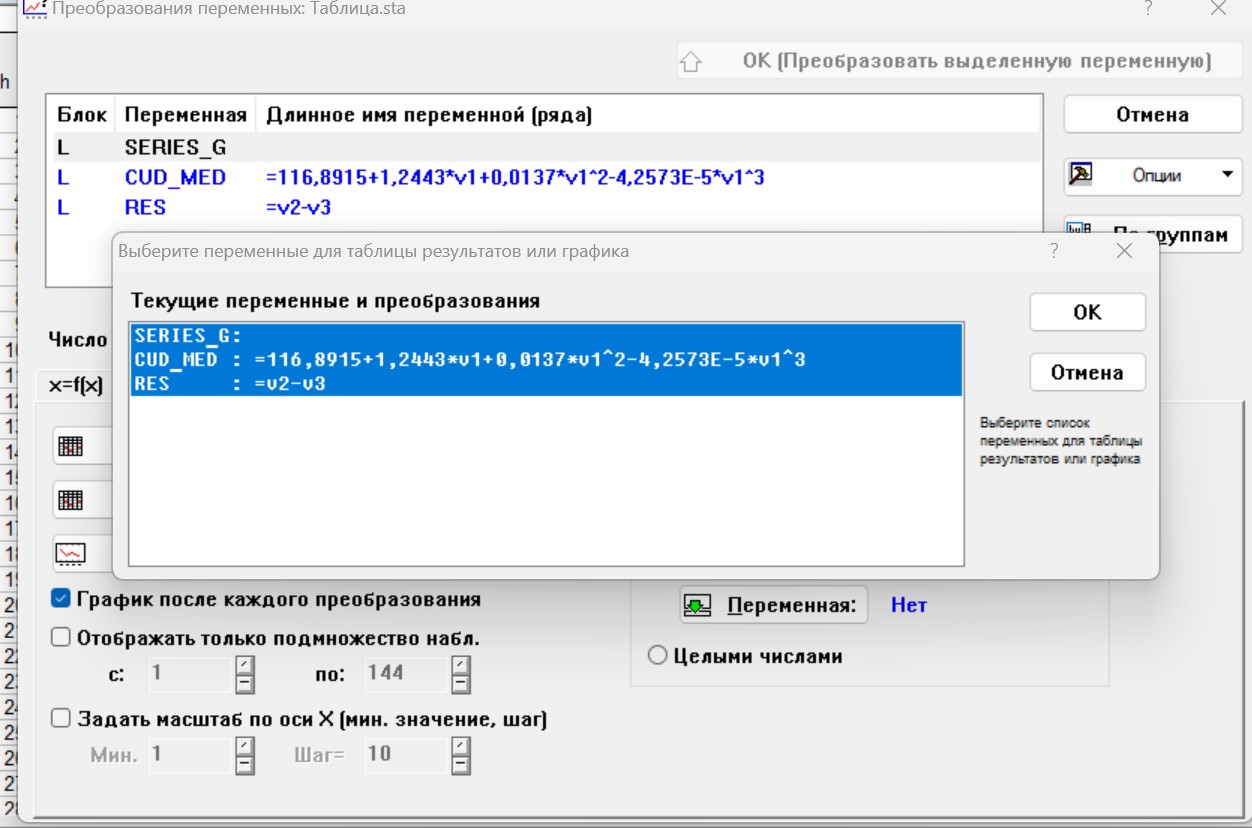 Преобразования переменных: Таблица.sta
?
OK (Преобразовать выделенную переменную)
h
Блок Переменная Длинное имя переменной (ряда)
L SERIES_G
L CUD_MED =116,8915+1,2443*v1+0,0137*v1^2-4,2573E-5*v1^3
L RES =v2-v3
Отмена
Опции
группам
Выберите переменные для таблицы результатов или графика
?
Текущие переменные и преобразования
SERIES_G:
CUD_MED : =116,8915+1,2443*v1+0,0137*v1^2-4,2573E-5*v1^3
RES : =v2-v3
OK
Отмена
Выберите список
переменных для таблицы
результатов или графика
Число
x=f(x)
График после каждого преобразования
Отображать только подмножество набл.
с: 1 по: 144
Задать масштаб по оси X (мин. значение, шаг)
Мин. 1 Шаг= 10
Переменная: Нет
Целыми числами